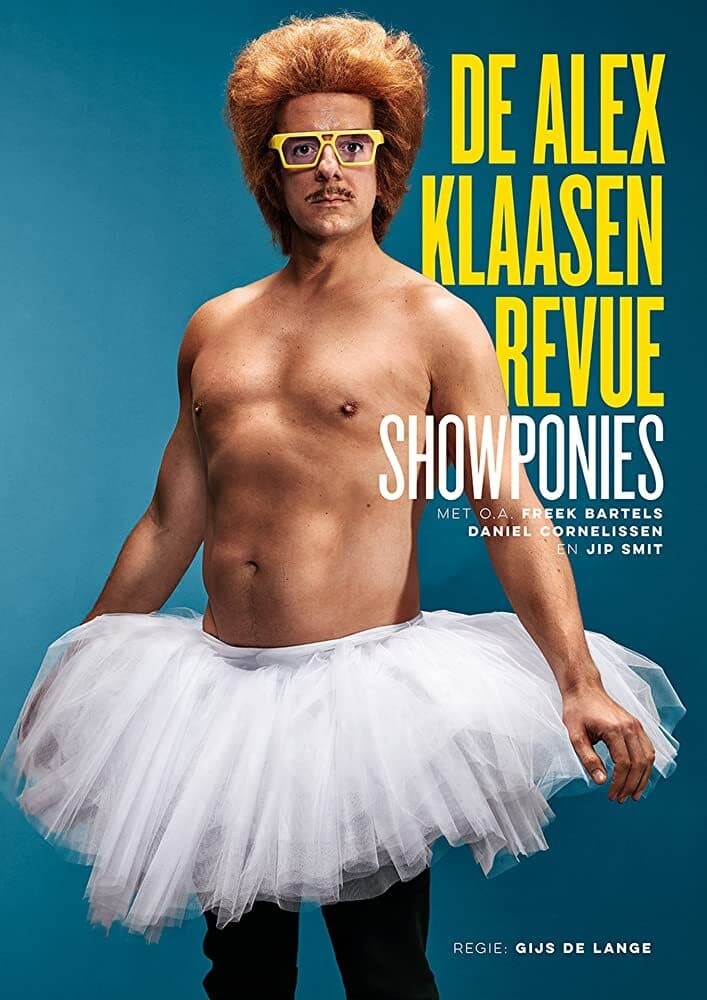 DE ALEX
KLAASEN
REVUE
SHOWPONIES
MET O.A. FREEK BARTELS
DANIEL CORNELISSEN
EN JIP SMIT
REGIE: GIJS DE LANGE